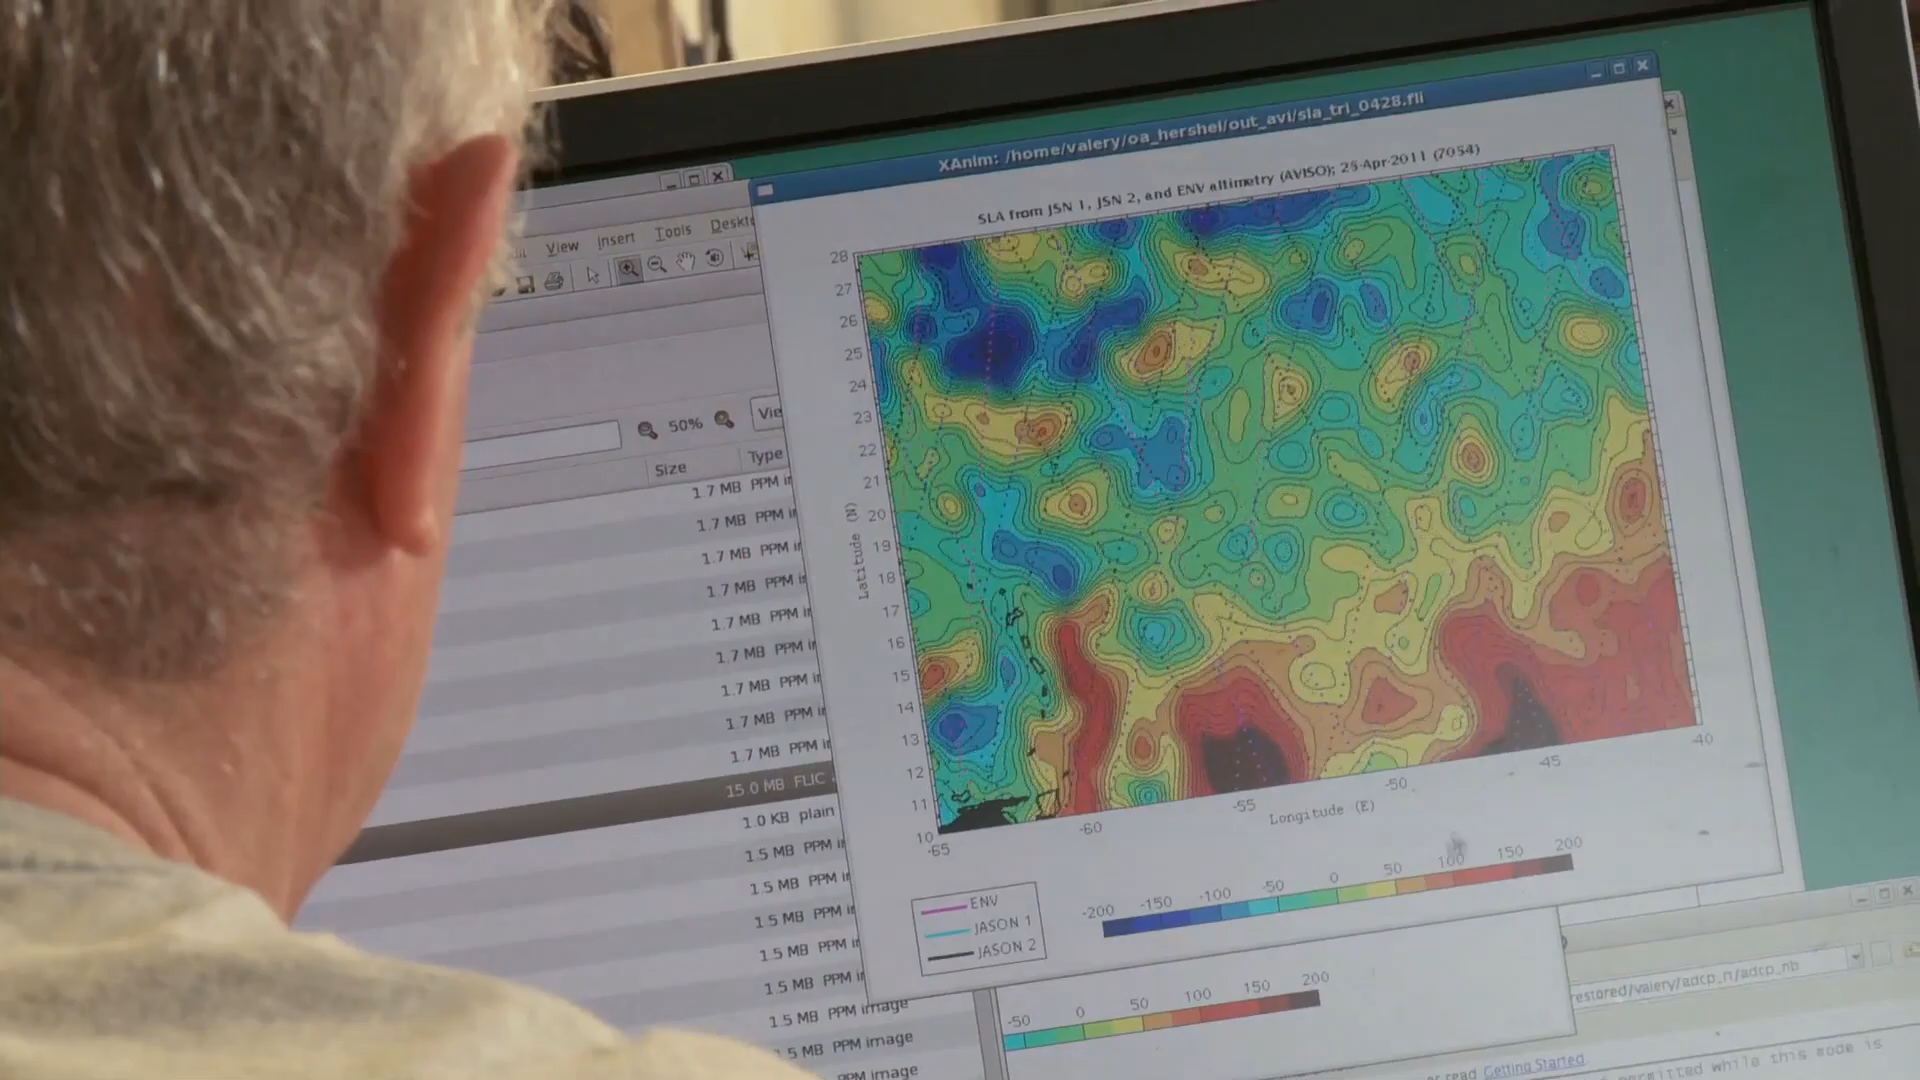 XAnim: /home/valery/oa_hershel/out_avi/sla_tri_0428.fli
SLA from JSN 1, JSN 2, and ENV altimetry (AVISO); 25-Apr-2011 (7054)
View Insert Tools
50%
Size Type
1.7 MB PPM
1.7 MB PPM
1.7 MB PPM
1.7 MB PPM
1.7 MB PPM
1.7 MB PPM
1.7 MB PPM
1.7 MB PPM
1.7 MB PPM
15.0 MB FLIC
1.0 KB plain
1.5 MB PPM
1.5 MB PPM
1.5 MB PPM
1.5 MB PPM
1.5 MB PPM
1.5 MB PPM image
5 MB PPM image
PPM image
28
27
26
25
24
23
22
21
20
19
18
17
16
15
14
13
12
11
10
Latitude (N)
-65 -60 -55 -50 -45 -40
Longitude (E)
ENV
JASON 1
JASON 2
-200 -150 -100 -50 0 50 100 150 200
-50 0 50 100 150 200
restored/valery/adcp_n/adcp_nb
read Getting Started.
permitted while this mode is